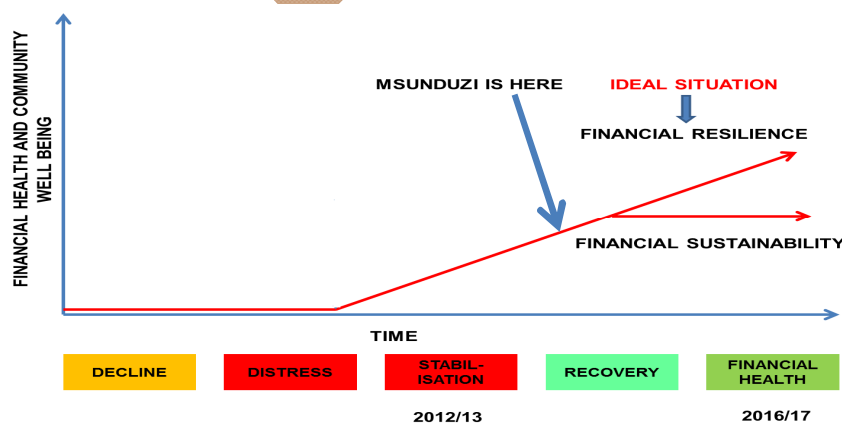 FINANCIAL HEALTH AND COMMUNITY
WELL BEING
MSUNDUZI IS HERE
IDEAL SITUATION
FINANCIAL RESILIENCE
FINANCIAL SUSTAINABILITY
TIME
DECLINE
DISTRESS
STABIL-
ISATION
RECOVERY
FINANCIAL
HEALTH
2012/13
2016/17